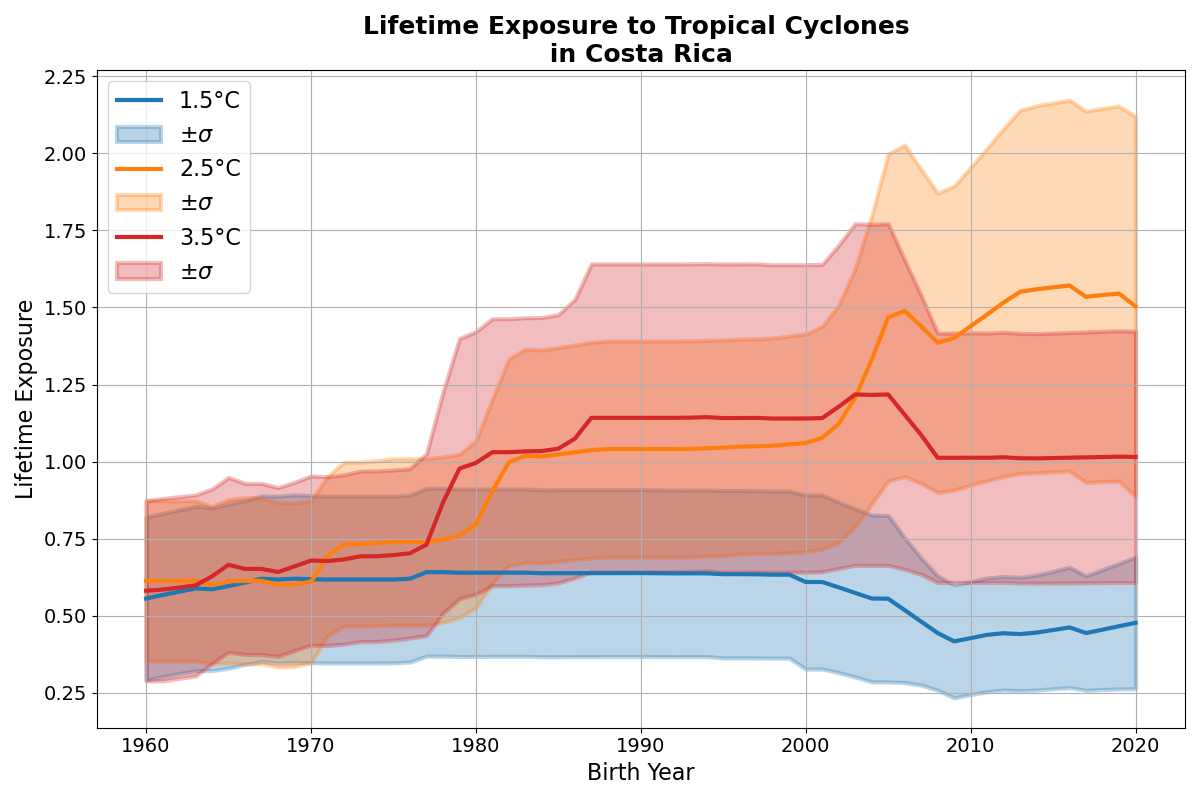 Lifetime Exposure to Tropical Cyclones
in Costa Rica
2.25
2.00
1.75
1.50
1.25
1.00
0.75
0.50
0.25
Lifetime Exposure
1.5°C
±σ
2.5°C
±σ
3.5°C
±σ
1960
1970
1980
1990
2000
2010
2020
Birth Year